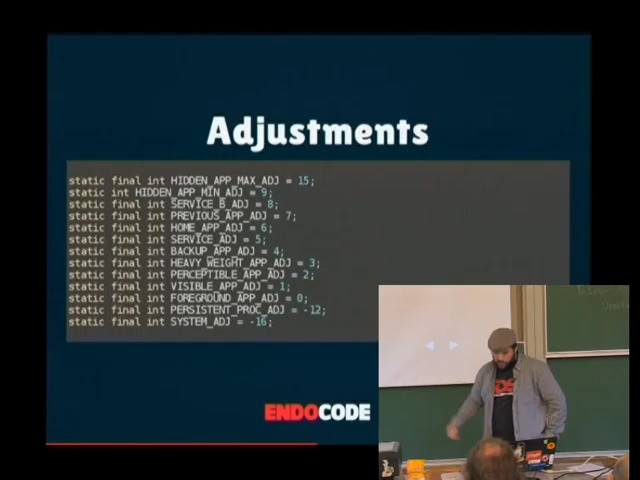 Adjustments
static final int HIDDEN_APP_MAX_ADJ = 15;
static int HIDDEN_APP_MIN_ADJ = 9;
static final int SERVICE_B_ADJ = 8;
static final int PREVIOUS_APP_ADJ = 7;
static final int HOME_APP_ADJ = 6;
static final int SERVICE_ADJ = 5;
static final int BACKUP_APP_ADJ = 4;
static final int HEAVY_WEIGHT_APP_ADJ = 3;
static final int PERCEPTIBLE_APP_ADJ = 2;
static final int VISIBLE_APP_ADJ = 1;
static final int FOREGROUND_APP_ADJ = 0;
static final int PERSISTENT_PROC_ADJ = -12;
static final int SYSTEM_ADJ = -16;
ENDOCODE